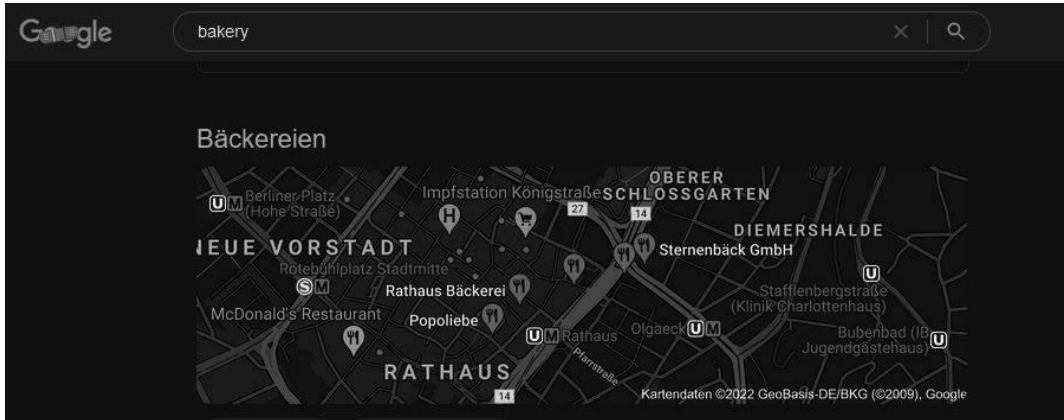 Google
bakery
Bäckereien
OBERER
SCHLOSSGARTEN
Impfstation Königstraße
Berliner Platz
(Hohe Straße)
27
14
DIEMERSHALDE
NEUE VORSTADT
Sternenbäck GmbH
Rotebühlplatz Stadtmitte
Rathaus Bäckerei
Stafflenbergstraße
(Klinik Charlottenhaus)
McDonald's Restaurant
Popoliebe
Rathaus
Olgaeck
Bubenbad (IB
Jugendgästehaus)
Pfarrstraße
RATHAUS
14
Kartendaten ©2022 GeoBasis-DE/BKG (©2009), Google